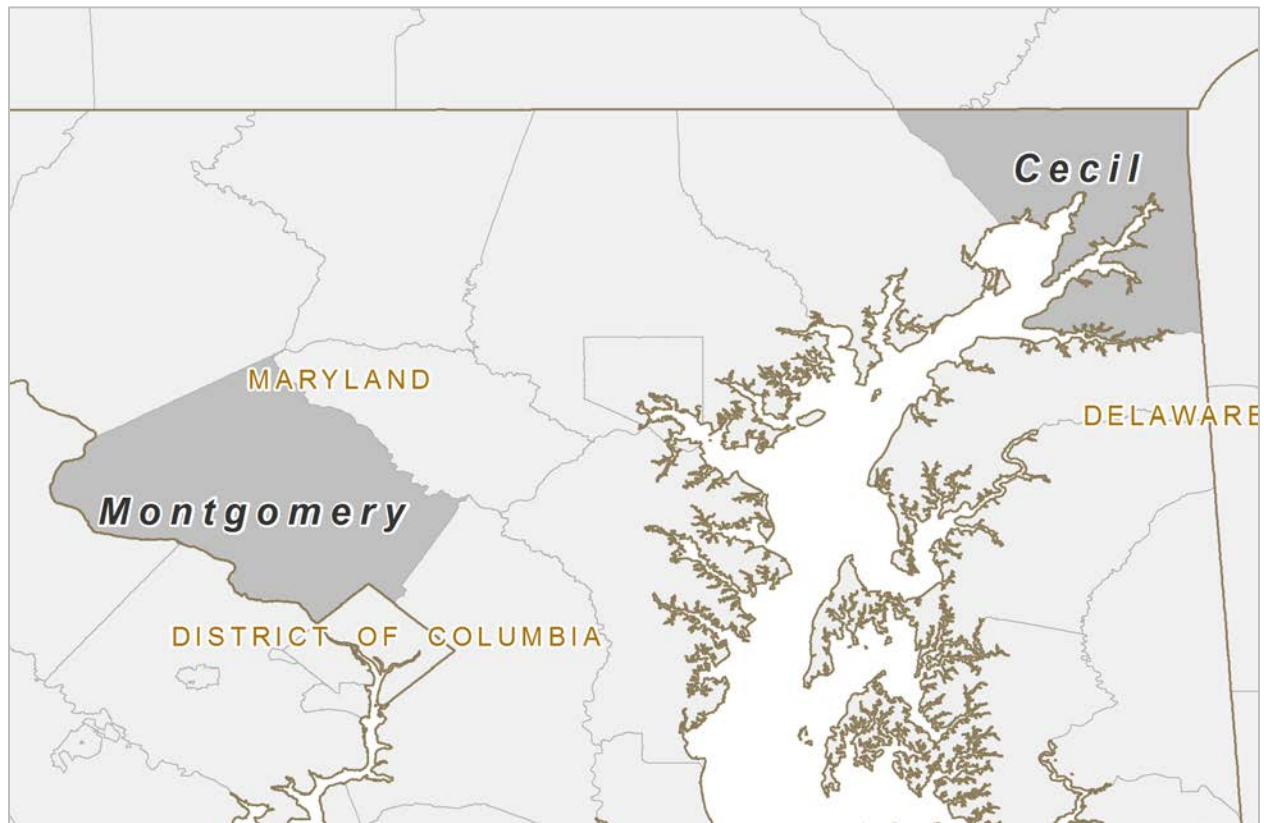 Cecil
MARYLAND
DELAWARE
Montgomery
DISTRICT OF COLUMBIA